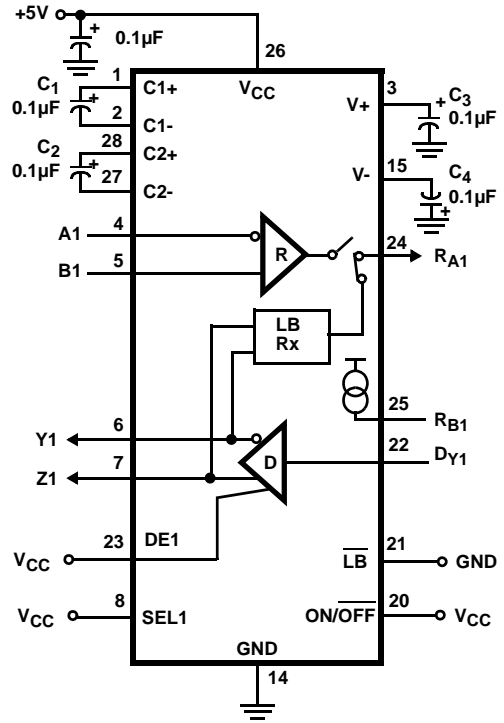 +5V
0.1µF
26
VCC
1
C1+
C1
0.1µF
2
C1-
28
C2+
C2
0.1µF
27
C2-
3
V+
+ C3
0.1µF
15
V-
C4
0.1µF
+
A1
4
B1
5
R
24
RA1
LB
Rx
25
RB1
Y1
6
22
DY1
Z1
7
D
VCC
23
DE1
21
LB
GND
VCC
8
SEL1
20
ON/OFF
VCC
GND
14